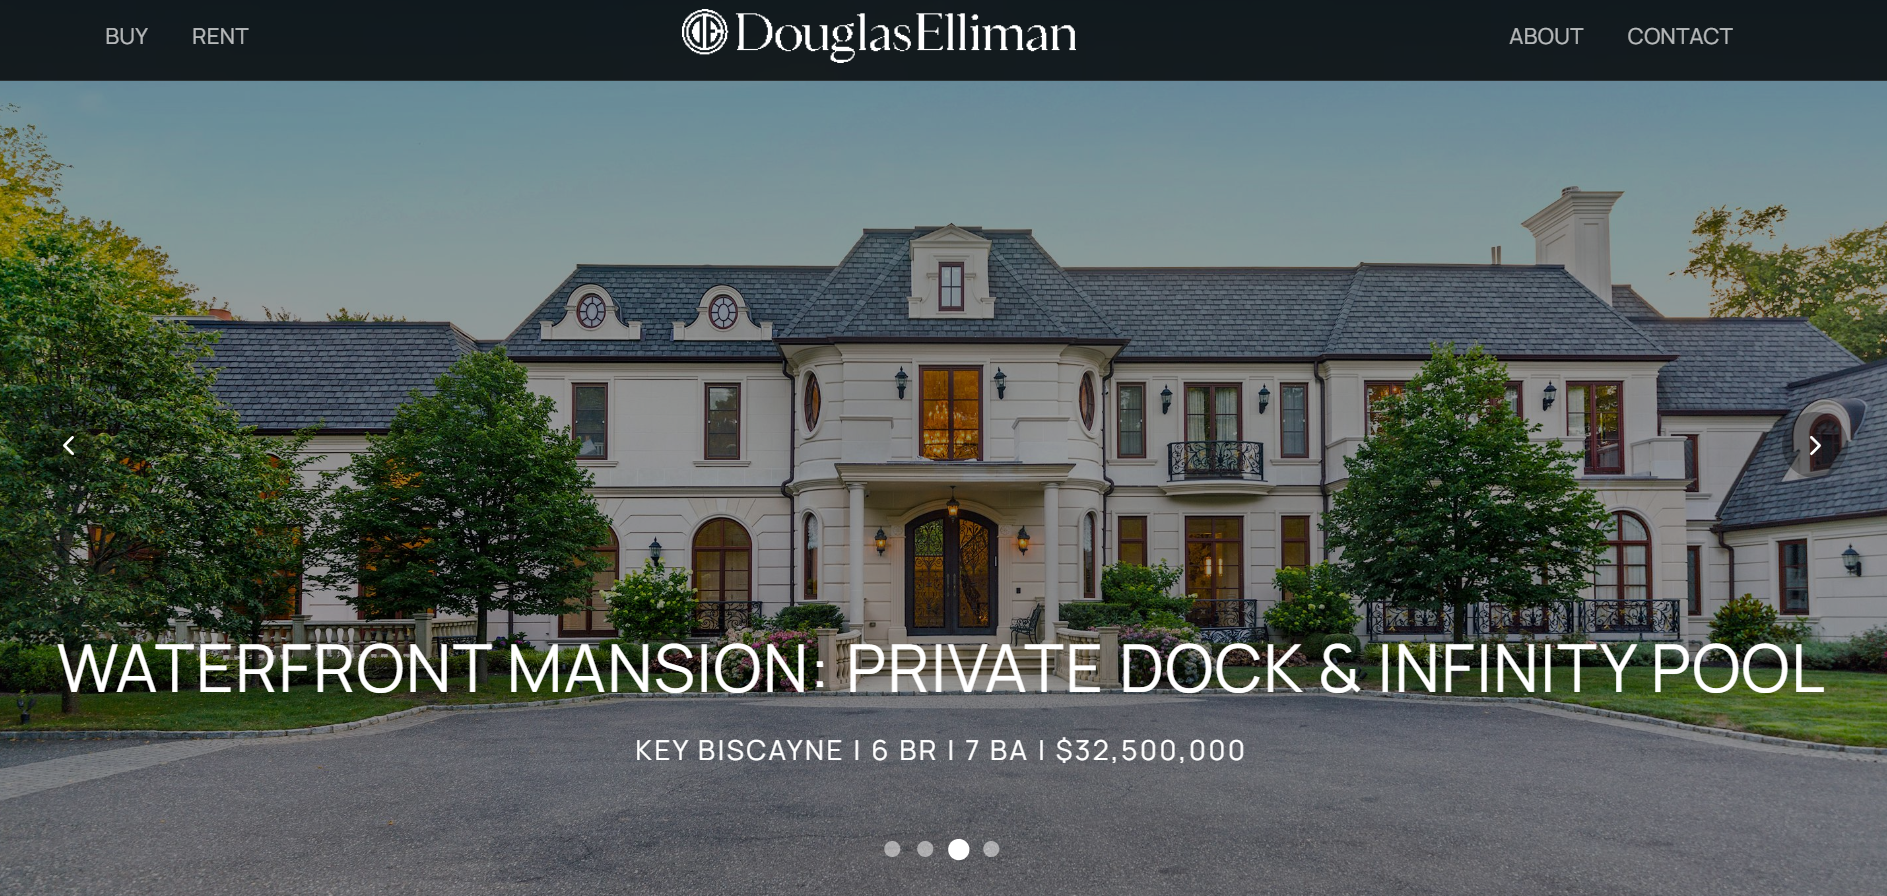 BUY RENT DouglasElliman ABOUT CONTACT
WATERFRONT MANSION: PRIVATE DOCK & INFINITY POOL
KEY BISCAYNE | 6 BR | 7 BA | $32,500,000